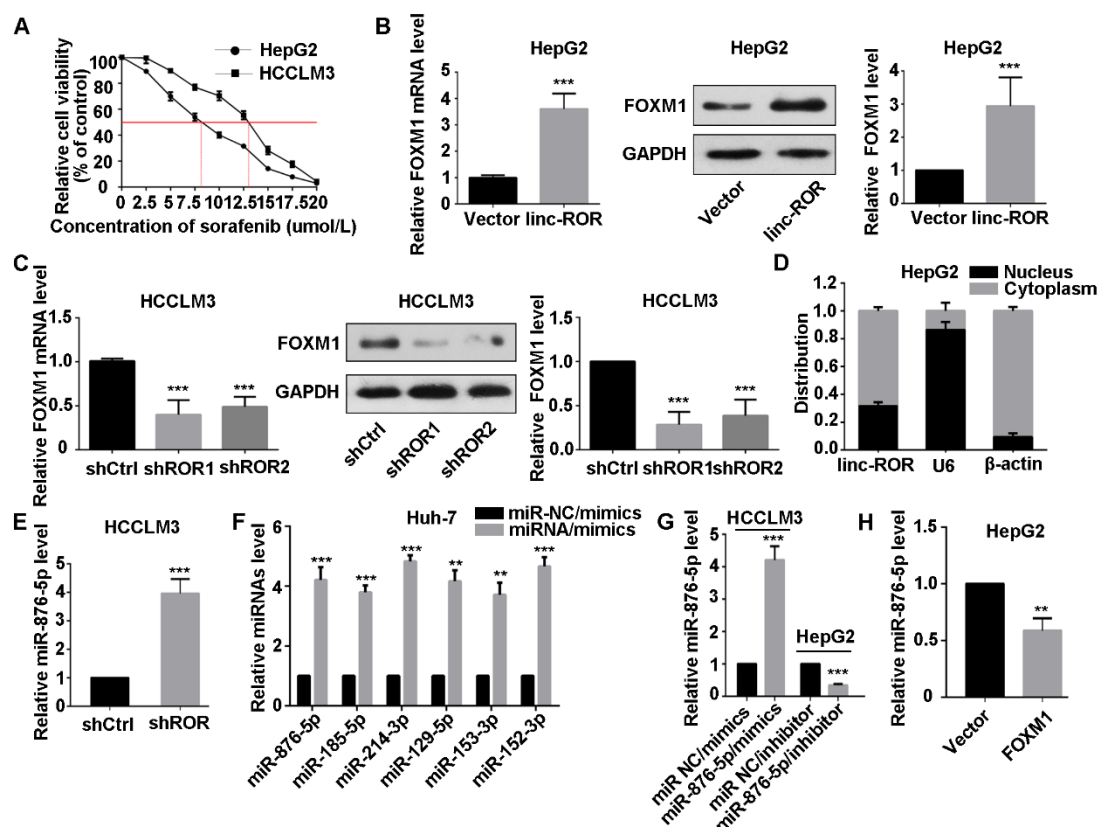 A
HepG2
HCCLM3
Relative cell viability
(% of control)
100
80
60
40
20
0
0 2.5 5 7.5 10 12.5 15 17.5 20
Concentration of sorafenib (umol/L)
B
HepG2
Relative FOXM1 mRNA level
5
4
3
2
1
0
Vector linc-ROR
HepG2
FOXM1
GAPDH
Vector
linc-ROR
HepG2
Relative FOXM1 level
4
3
2
1
0
Vector linc-ROR
***
***
C
HCCLM3
Relative FOXM1 mRNA level
1.5
1.0
0.5
0
***
***
shCtrl shROR1 shROR2
HCCLM3
FOXM1
GAPDH
shCtrl
shROR1
shROR2
HCCLM3
Relative FOXM1 level
1.5
1.0
0.5
0
***
***
shCtrl shROR1 shROR2
D
HepG2
Nucleus
Cytoplasm
Distribution
1.0
0.8
0.6
0.4
0.2
0.0
linc-ROR U6 β-actin
E
HCCLM3
Relative miR-876-5p level
5
4
3
2
1
0
***
shCtrl shROR
F
Huh-7
miR-NC/mimics
miRNA/mimics
Relative miRNAs level
6
4
2
0
*** *** *** ** ** ***
miR-876-5p
miR-185-5p
miR-214-3p
miR-129-5p
miR-153-3p
miR-152-3p
G
HCCLM3
***
HepG2
***
Relative miR-876-5p level
5
4
3
2
1
0
miR NC/mimics
miR-876-5p/mimics
miR NC/inhibitor
miR-876-5p/inhibitor
H
HepG2
Relative miR-876-5p level
1.5
1.0
0.5
0
**
Vector
FOXM1